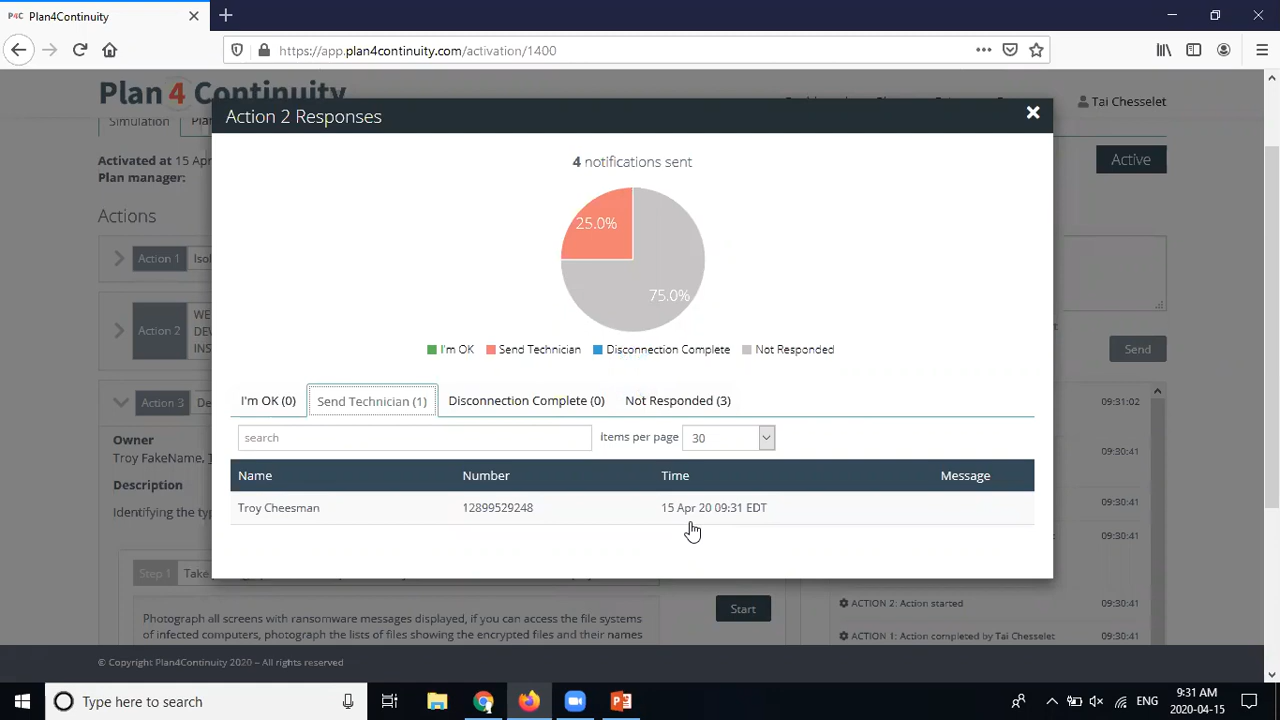 P4C Plan4Continuity
https://app.plan4continuity.com/activation/1400
Plan 4 Continuity
Tai Chesselet
Simulation
Activated at 15 Apr
Plan manager:
Active
Actions
Action 1
Action 2
Action 3
Send
09:31:02
Owner
Troy FakeName,
09:30:41
Description
Identifying the typ
09:30:41
Step 1
Photograph all screens with ransomware messages displayed, if you can access the file systems
of infected computers, photograph the lists of files showing the encrypted files and their names
Start
ACTION 2: Action started
09:30:41
ACTION 1: Action completed by Tai Chesselet
09:30:41
© Copyright Plan4Continuity 2020 – All rights reserved
Action 2 Responses
4 notifications sent
25.0%
75.0%
I'm OK
Send Technician
Disconnection Complete
Not Responded
I'm OK (0)
Send Technician (1)
Disconnection Complete (0)
Not Responded (3)
search
Items per page
30
Name Number Time Message
Troy Cheesman 12899529248 15 Apr 20 09:31 EDT
Type here to search
ENG
9:31 AM
2020-04-15